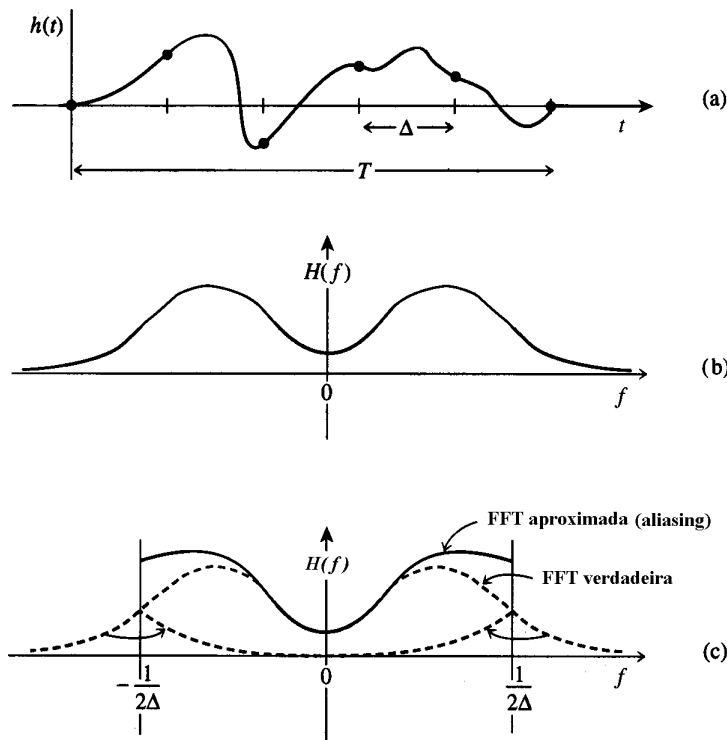 h(t)
(a)
Δ
t
T
H(f)
(b)
0
f
FFT aproximada (aliasing)
H(f)
FFT verdadeira
(c)
-1/2Δ
0
1/2Δ
f